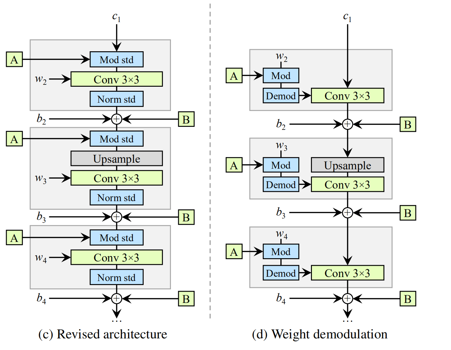 c1
A
Mod std
w2
Conv 3×3
Norm std
b2
B
Mod std
A
Upsample
w3
Conv 3×3
Norm std
b3
B
A
Mod std
w4
Conv 3×3
Norm std
b4
B
...
(c) Revised architecture
c1
w2
A
Mod
Demod
Conv 3×3
b2
B
w3
A
Mod
Upsample
Demod
Conv 3×3
b3
B
w4
A
Mod
Demod
Conv 3×3
b4
B
...
(d) Weight demodulation